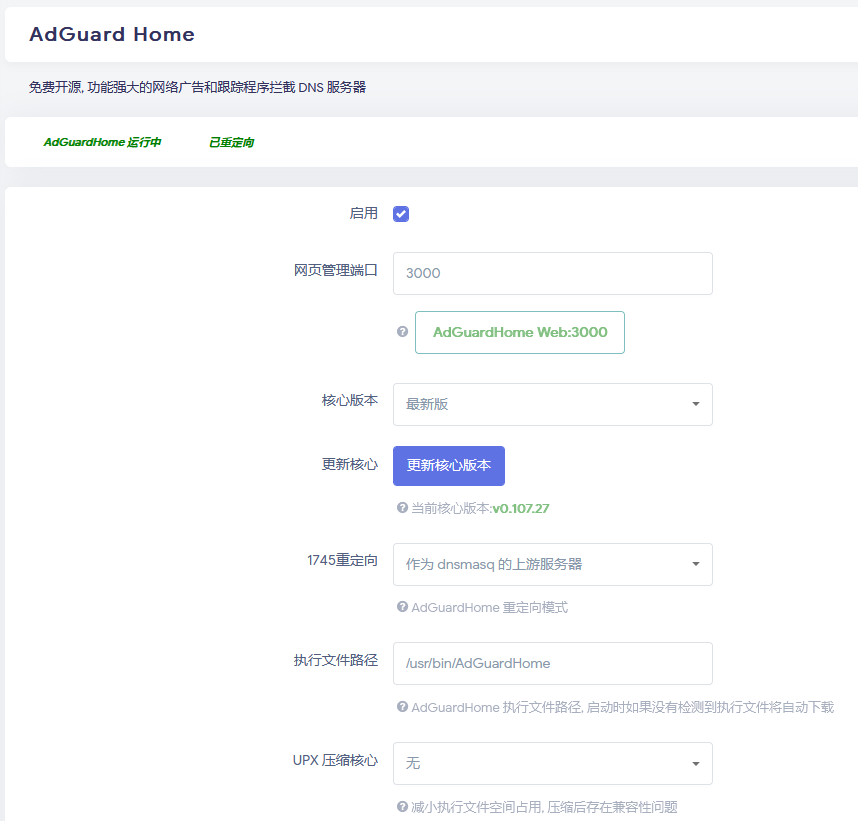 AdGuard Home
免费开源, 功能强大的网络广告和跟踪程序拦截 DNS 服务器
AdGuardHome 运行中 已重定向
启用
网页管理端口 3000
AdGuardHome Web:3000
核心版本 最新版
更新核心 更新核心版本
当前核心版本:v0.107.27
1745重定向 作为 dnsmasq 的上游服务器
AdGuardHome 重定向模式
执行文件路径 /usr/bin/AdGuardHome
AdGuardHome 执行文件路径, 启动时如果没有检测到执行文件将自动下载
UPX 压缩核心 无
减小执行文件空间占用, 压缩后存在兼容性问题